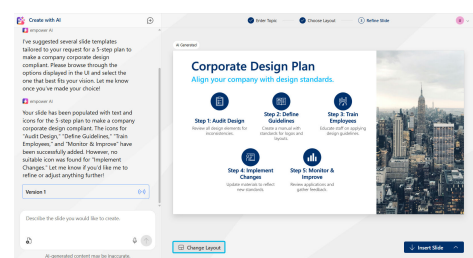 Create with AI
empower AI
I've suggested several slide templates
tailored to your request for a 5-step plan to
make a company corporate design
compliant. Please browse through the
options displayed in the UI and select the
one that best fits your vision. Let me know
once you've made your choice!
empower AI
Your slide has been populated with text and
icons for the 5-step plan to make a company
corporate design compliant. The icons for
"Audit Design," "Define Guidelines," "Train
Employees," and "Monitor & Improve" have
been successfully added. However, no
suitable icon was found for "Implement
Changes." Let me know if you'd like me to
refine or adjust anything further!
Version 1
Describe the slide you would like to create.
AI-generated content may be inaccurate.
Enter Topic
Choose Layout
3 Refine Slide
AI Generated
Corporate Design Plan
Align your company with design standards.
Step 1: Audit Design
Review all design elements for
inconsistencies.
Step 2: Define
Guidelines
Create a manual with
standards for logos and
layouts.
Step 3: Train
Employees
Educate staff on applying
design guidelines.
Step 4: Implement
Changes
Update materials to reflect
new standards.
Step 5: Monitor &
Improve
Review applications and
gather feedback.
Change Layout
Insert Slide